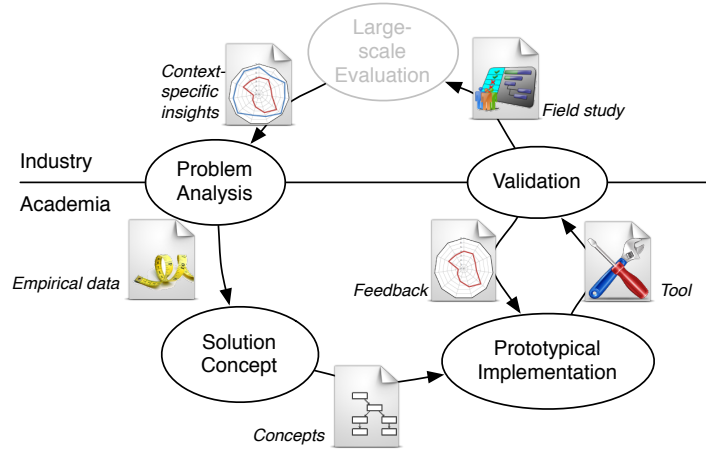 Large-
scale
Evaluation
Context-
specific
insights
Field study
Industry
Academia
Problem
Analysis
Validation
Empirical data
Feedback
Tool
Solution
Concept
Prototypical
Implementation
Concepts